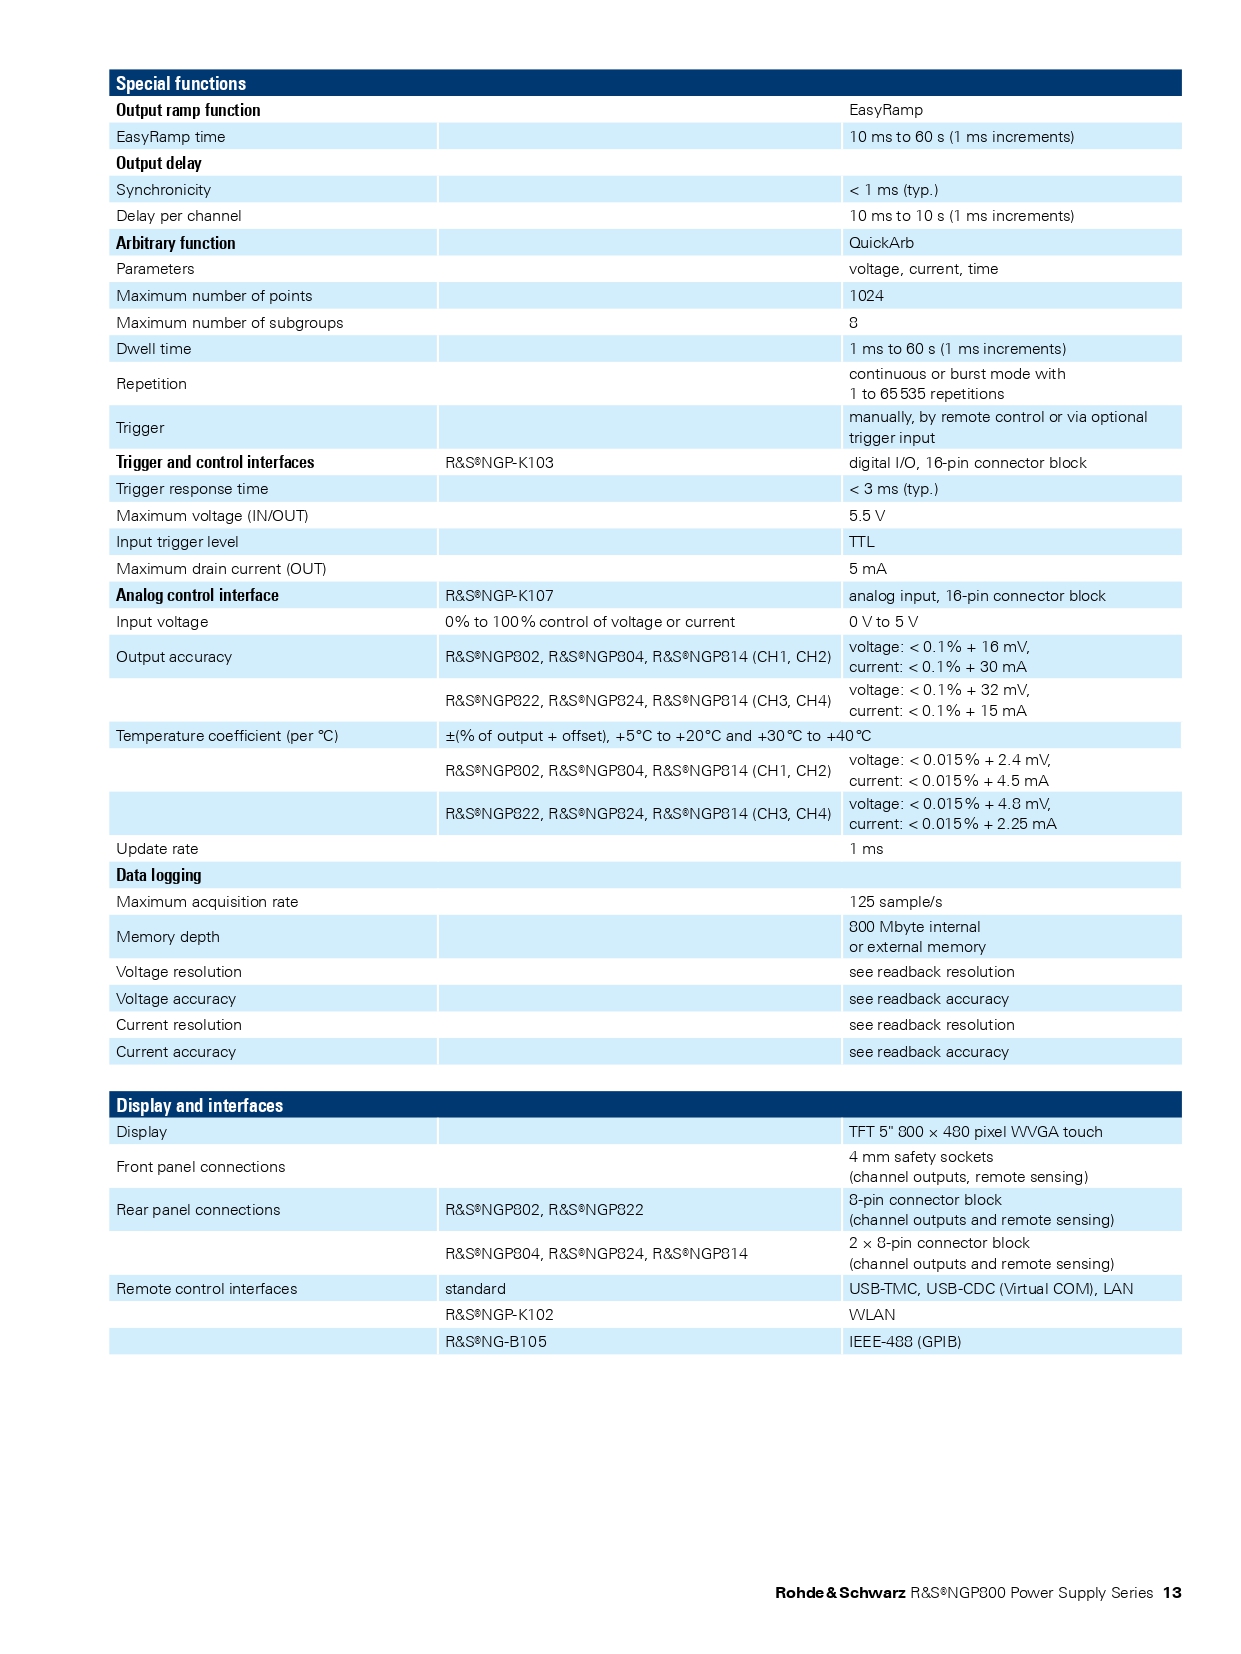 Special functions
Output ramp function EasyRamp
EasyRamp time 10 ms to 60 s (1 ms increments)
Output delay
Synchronicity < 1 ms (typ.)
Delay per channel 10 ms to 10 s (1 ms increments)
Arbitrary function QuickArb
Parameters voltage, current, time
Maximum number of points 1024
Maximum number of subgroups 8
Dwell time 1 ms to 60 s (1 ms increments)
Repetition continuous or burst mode with
1 to 65 535 repetitions
Trigger manually, by remote control or via optional
trigger input
Trigger and control interfaces R&S®NGP-K103 digital I/O, 16-pin connector block
Trigger response time < 3 ms (typ.)
Maximum voltage (IN/OUT) 5.5 V
Input trigger level TTL
Maximum drain current (OUT) 5 mA
Analog control interface R&S®NGP-K107 analog input, 16-pin connector block
Input voltage 0 % to 100 % control of voltage or current 0 V to 5 V
Output accuracy R&S®NGP802, R&S®NGP804, R&S®NGP814 (CH1, CH2) voltage: < 0.1 % + 16 mV,
current: < 0.1 % + 30 mA
R&S®NGP822, R&S®NGP824, R&S®NGP814 (CH3, CH4) voltage: < 0.1 % + 32 mV,
current: < 0.1 % + 15 mA
Temperature coefficient (per °C) ±(% of output + offset), +5 °C to +20 °C and +30 °C to +40 °C
R&S®NGP802, R&S®NGP804, R&S®NGP814 (CH1, CH2) voltage: < 0.015 % + 2.4 mV,
current: < 0.015 % + 4.5 mA
R&S®NGP822, R&S®NGP824, R&S®NGP814 (CH3, CH4) voltage: < 0.015 % + 4.8 mV,
current: < 0.015 % + 2.25 mA
Update rate 1 ms
Data logging
Maximum acquisition rate 125 sample/s
Memory depth 800 Mbyte internal
or external memory
Voltage resolution see readback resolution
Voltage accuracy see readback accuracy
Current resolution see readback resolution
Current accuracy see readback accuracy
Display and interfaces
Display TFT 5" 800 × 480 pixel WVGA touch
Front panel connections 4 mm safety sockets
(channel outputs, remote sensing)
Rear panel connections R&S®NGP802, R&S®NGP822 8-pin connector block
(channel outputs and remote sensing)
R&S®NGP804, R&S®NGP824, R&S®NGP814 2 × 8-pin connector block
(channel outputs and remote sensing)
Remote control interfaces standard USB-TMC, USB-CDC (Virtual COM), LAN
R&S®NGP-K102 WLAN
R&S®NG-B105 IEEE-488 (GPIB)
Rohde & Schwarz R&S®NGP800 Power Supply Series 13